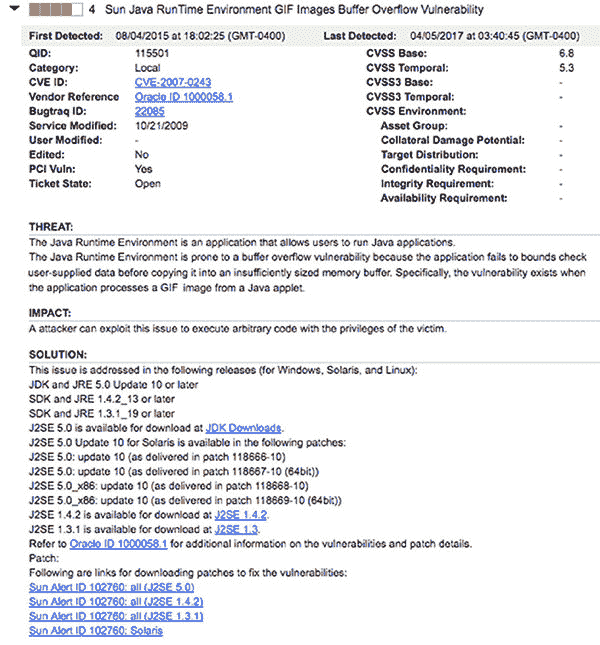 4 Sun Java RunTime Environment GIF Images Buffer Overflow Vulnerability
First Detected: 08/04/2015 at 18:02:25 (GMT-0400) Last Detected: 04/05/2017 at 03:40:45 (GMT-0400)
QID: 115501 CVSS Base: 6.8
Category: Local CVSS Temporal: 5.3
CVE ID: CVE-2007-0243 CVSS3 Base: -
Vendor Reference Oracle ID 1000058.1 CVSS3 Temporal: -
Bugtraq ID: 22085 CVSS Environment:
Service Modified: 10/21/2009 Asset Group: -
User Modified: - Collateral Damage Potential: -
Edited: No Target Distribution: -
PCI Vuln: Yes Confidentiality Requirement: -
Ticket State: Open Integrity Requirement: -
Availability Requirement: -
THREAT:
The Java Runtime Environment is an application that allows users to run Java applications.
The Java Runtime Environment is prone to a buffer overflow vulnerability because the application fails to bounds check
user-supplied data before copying it into an insufficiently sized memory buffer. Specifically, the vulnerability exists when
the application processes a GIF image from a Java applet.
IMPACT:
A attacker can exploit this issue to execute arbitrary code with the privileges of the victim.
SOLUTION:
This issue is addressed in the following releases (for Windows, Solaris, and Linux):
JDK and JRE 5.0 Update 10 or later
SDK and JRE 1.4.2_13 or later
SDK and JRE 1.3.1_19 or later
J2SE 5.0 is available for download at JDK Downloads.
J2SE 5.0 Update 10 for Solaris is available in the following patches:
J2SE 5.0: update 10 (as delivered in patch 118666-10)
J2SE 5.0: update 10 (as delivered in patch 118667-10 (64bit))
J2SE 5.0_x86: update 10 (as delivered in patch 118668-10)
J2SE 5.0_x86: update 10 (as delivered in patch 118669-10 (64bit))
J2SE 1.4.2 is available for download at J2SE 1.4.2.
J2SE 1.3.1 is available for download at J2SE 1.3.
Refer to Oracle ID 1000058.1 for additional information on the vulnerabilities and patch details.
Patch:
Following are links for downloading patches to fix the vulnerabilities:
Sun Alert ID 102760: all (J2SE 5.0)
Sun Alert ID 102760: all (J2SE 1.4.2)
Sun Alert ID 102760: all (J2SE 1.3.1)
Sun Alert ID 102760: Solaris